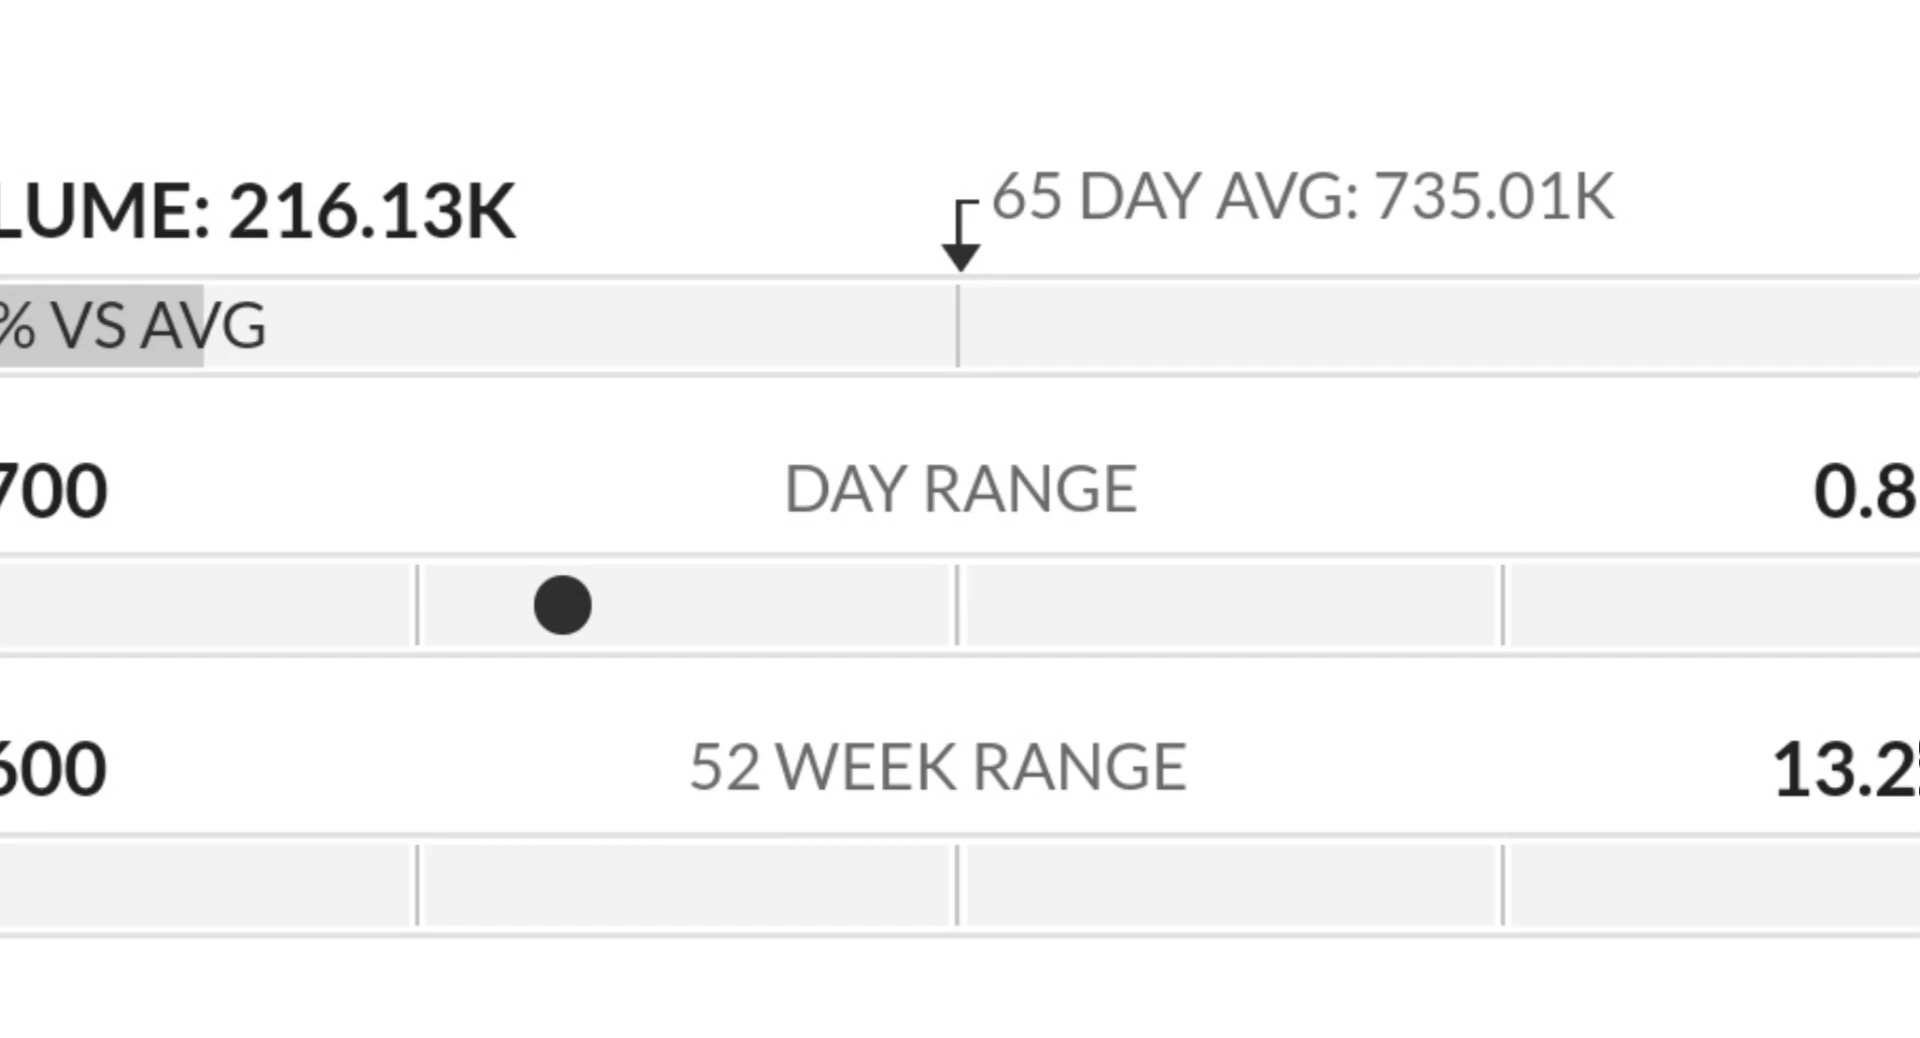 LUME: 216.13K
65 DAY AVG: 735.01K
% VS AVG
700 DAY RANGE 0.8
600 52 WEEK RANGE 13.2